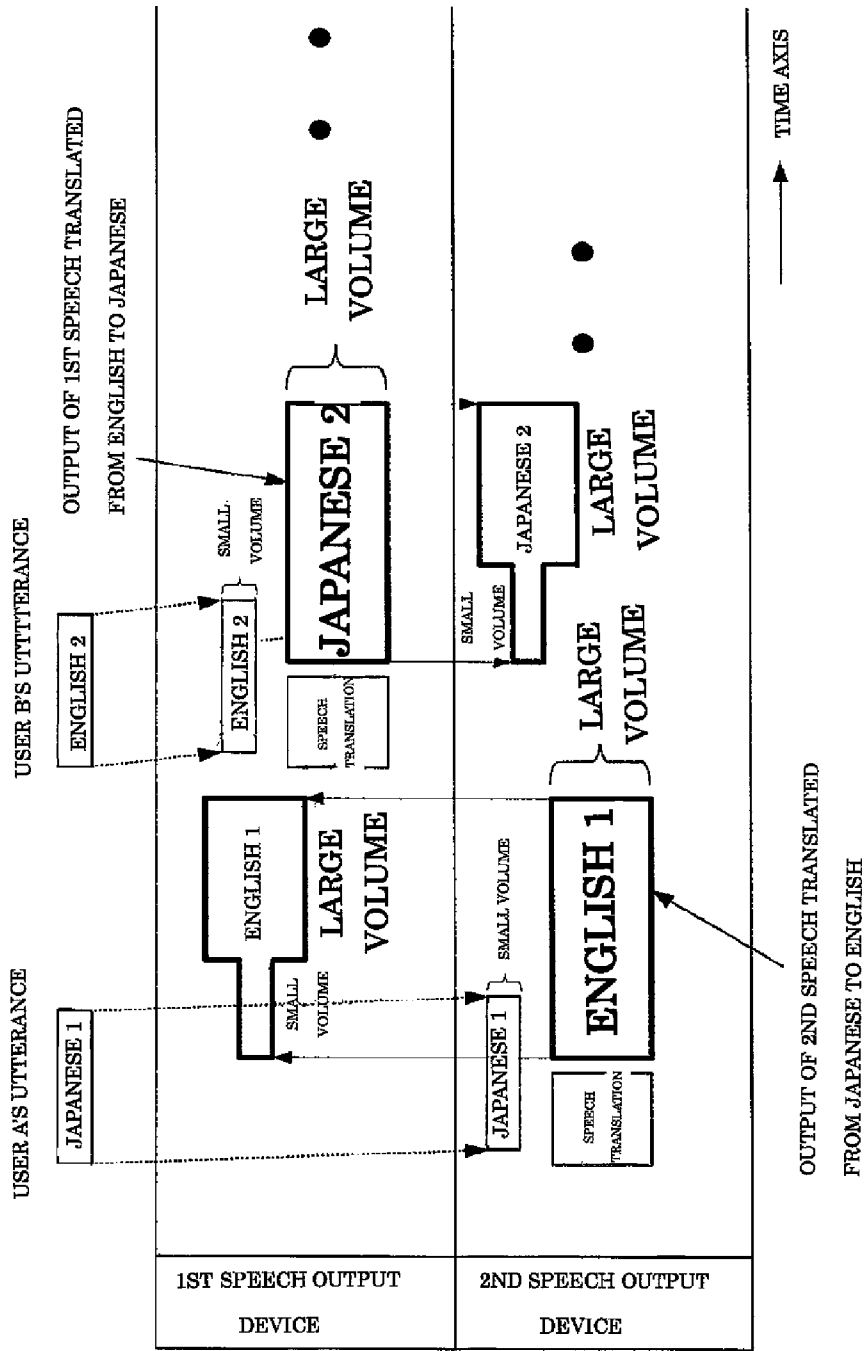 USER A'S UTTERANCE
JAPANESE 1
USER B'S UTTTTERANCE
ENGLISH 2
OUTPUT OF 1ST SPEECH TRANSLATED
FROM ENGLISH TO JAPANESE
1ST SPEECH OUTPUT
DEVICE
SMALL
VOLUME
ENGLISH 1
LARGE
VOLUME
ENGLISH 2
SMALL
VOLUME
SPEECH
TRANSLATION
JAPANESE 2
LARGE
VOLUME
2ND SPEECH OUTPUT
DEVICE
JAPANESE 1
SMALL VOLUME
SPEECH
TRANSLATION
ENGLISH 1
LARGE
VOLUME
SMALL
VOLUME
JAPANESE 2
LARGE
VOLUME
OUTPUT OF 2ND SPEECH TRANSLATED
FROM JAPANESE TO ENGLISH
TIME AXIS